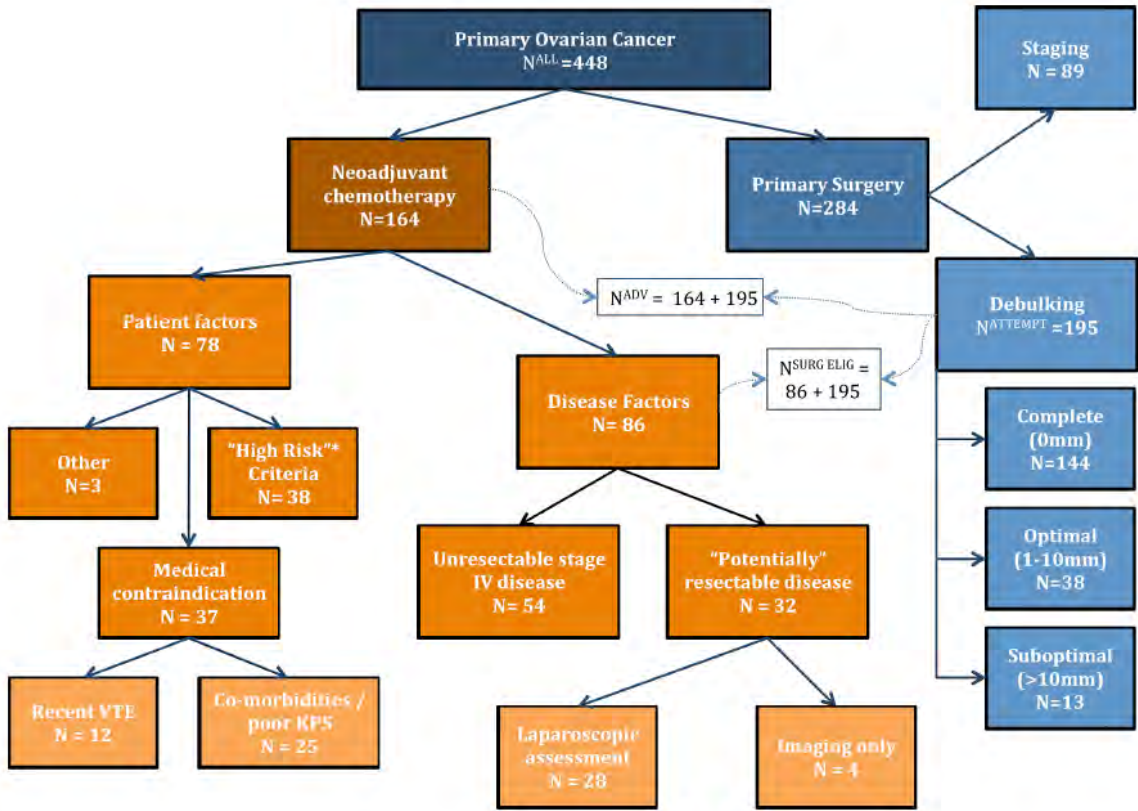 Primary Ovarian Cancer
N^ALL =448
Staging
N = 89
Neoadjuvant
chemotherapy
N=164
Primary Surgery
N=284
N^ADV = 164 + 195
Debulking
N^ATTEMPT =195
Patient factors
N = 78
N^SURG ELIG =
86 + 195
Disease Factors
N= 86
Complete
(0mm)
N=144
Other
N=3
"High Risk"*
Criteria
N= 38
Optimal
(1-10mm)
N=38
Medical
contraindication
N = 37
Unresectable stage
IV disease
N= 54
"Potentially"
resectable disease
N = 32
Suboptimal
(>10mm)
N=13
Recent VTE
N = 12
Co-morbidities /
poor KPS
N = 25
Laparoscopic
assessment
N = 28
Imaging only
N = 4